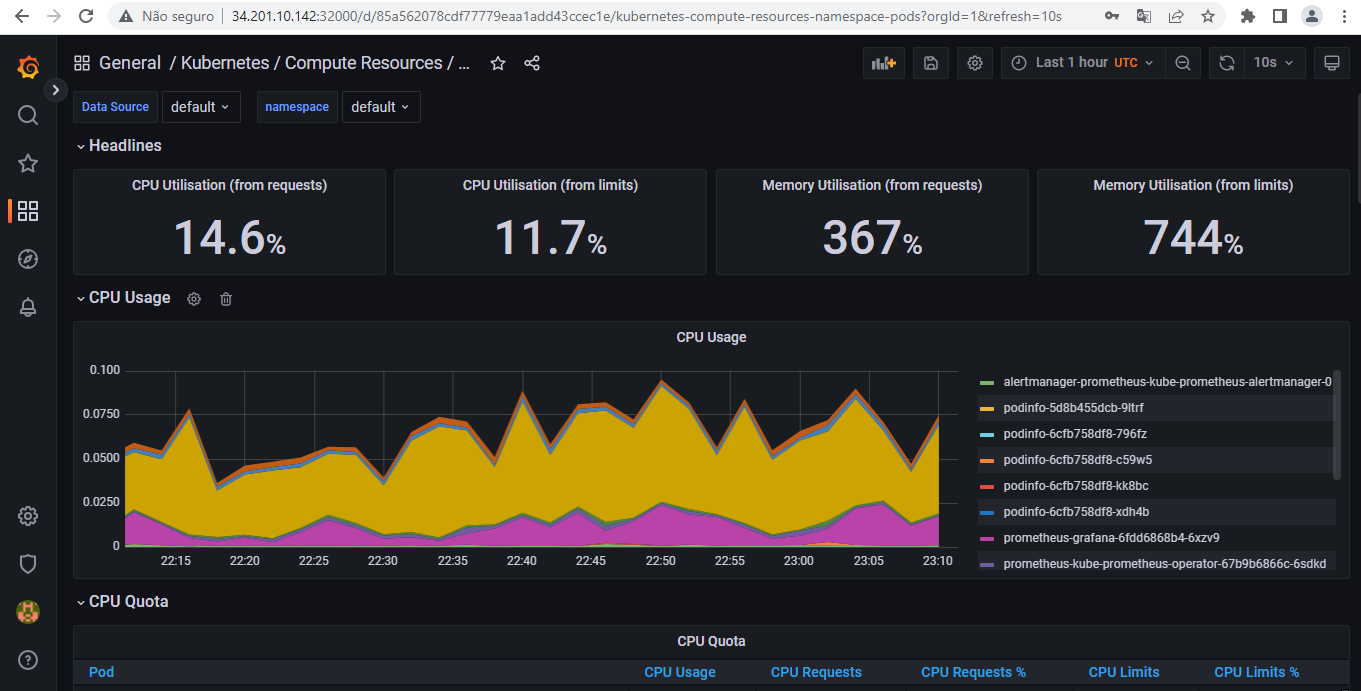 Não seguro
34.201.10.142:32000/d/85a562078cdf77779eaa1add43ccec1e/kubernetes-compute-resources-namespace-pods?orgId=1&refresh=10s
General / Kubernetes / Compute Resources / ...
Last 1 hour UTC
10s
Data Source default namespace default
Headlines
CPU Utilisation (from requests)
14.6%
CPU Utilisation (from limits)
11.7%
Memory Utilisation (from requests)
367%
Memory Utilisation (from limits)
744%
CPU Usage
CPU Usage
0.100
0.0750
0.0500
0.0250
0
22:15 22:20 22:25 22:30 22:35 22:40 22:45 22:50 22:55 23:00 23:05 23:10
alertmanager-prometheus-kube-prometheus-alertmanager-0
podinfo-5d8b455dcb-9ltrf
podinfo-6cfb758df8-796fz
podinfo-6cfb758df8-c59w5
podinfo-6cfb758df8-kk8bc
podinfo-6cfb758df8-xdh4b
prometheus-grafana-6fdd6868b4-6xzv9
prometheus-kube-prometheus-operator-67b9b6866c-6sdkd
CPU Quota
CPU Quota
Pod CPU Usage CPU Requests CPU Requests % CPU Limits CPU Limits %